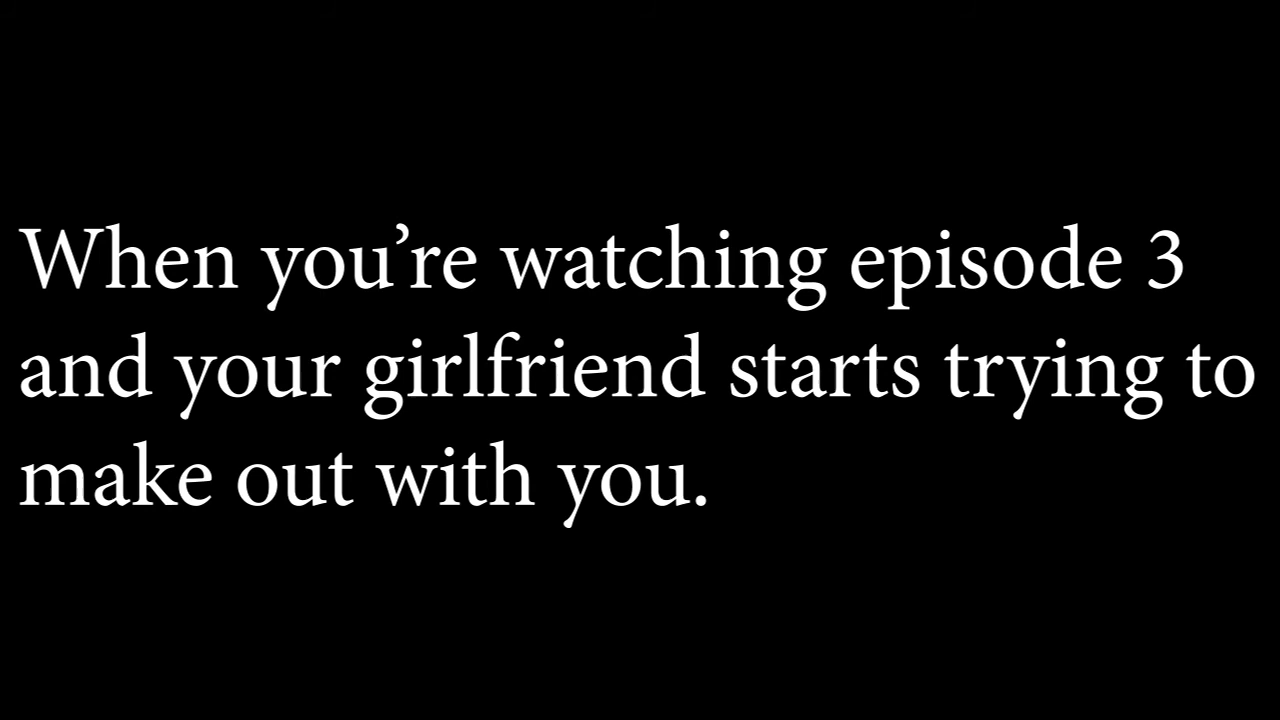 When you’re watching episode 3
and your girlfriend starts trying to
make out with you.